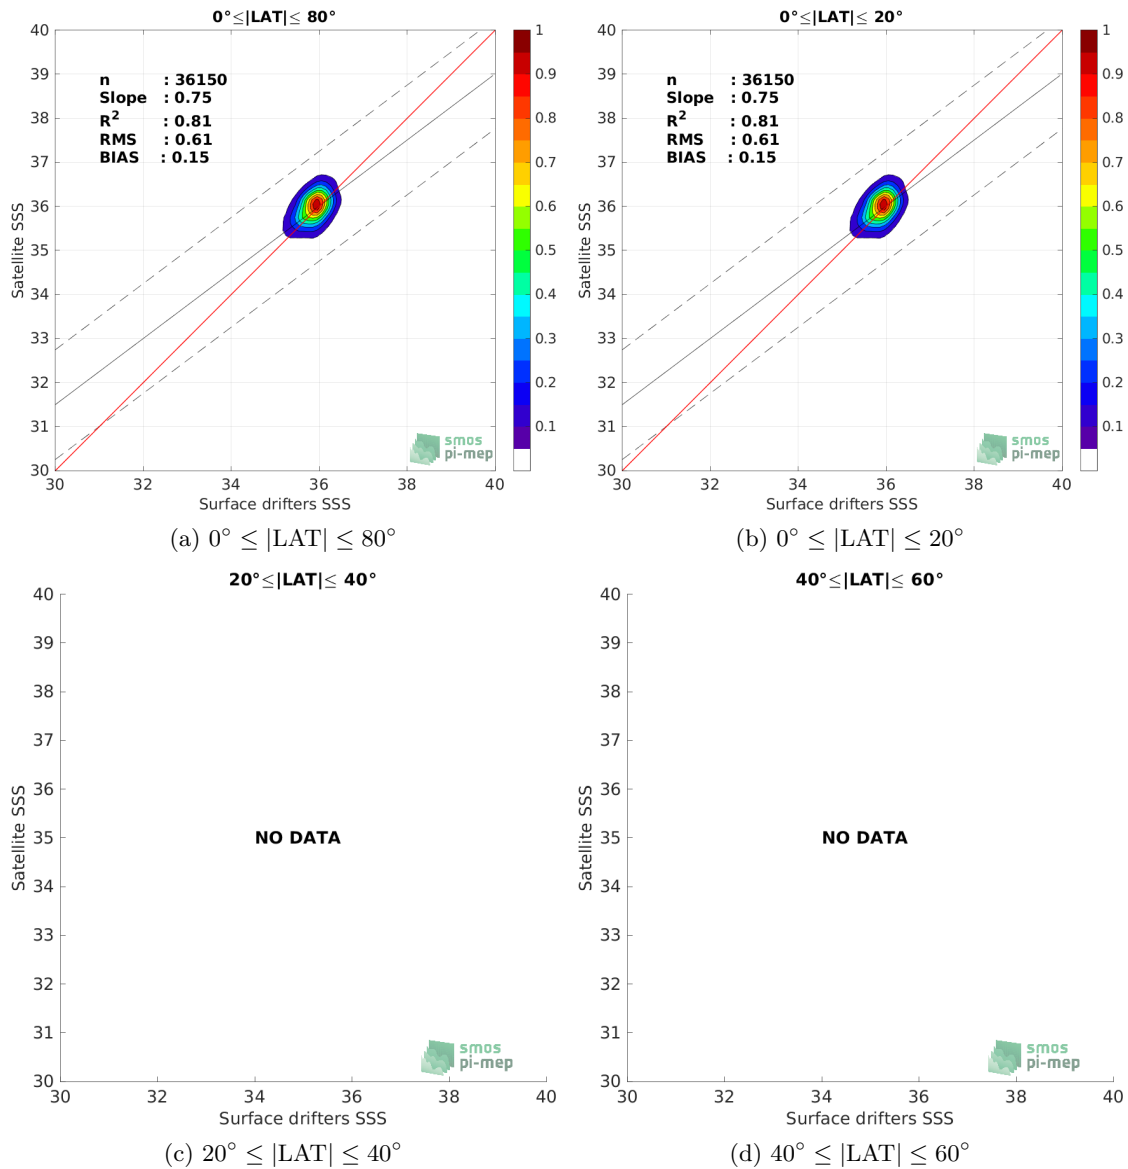 0°≤|LAT|≤ 80°
40
39
38
37
36
35
34
33
32
31
30
Satellite SSS
n : 36150
Slope : 0.75
R² : 0.81
RMS : 0.61
BIAS : 0.15
smos
pi-mep
30 32 34 36 38 40
Surface drifters SSS
1
0.9
0.8
0.7
0.6
0.5
0.4
0.3
0.2
0.1
(a) 0° ≤ |LAT| ≤ 80°
0°≤|LAT|≤ 20°
40
39
38
37
36
35
34
33
32
31
30
Satellite SSS
n : 36150
Slope : 0.75
R² : 0.81
RMS : 0.61
BIAS : 0.15
smos
pi-mep
30 32 34 36 38 40
Surface drifters SSS
1
0.9
0.8
0.7
0.6
0.5
0.4
0.3
0.2
0.1
(b) 0° ≤ |LAT| ≤ 20°
20°≤|LAT|≤ 40°
40
39
38
37
36
35
34
33
32
31
30
Satellite SSS
NO DATA
smos
pi-mep
30 32 34 36 38 40
Surface drifters SSS
(c) 20° ≤ |LAT| ≤ 40°
40°≤|LAT|≤ 60°
40
39
38
37
36
35
34
33
32
31
30
Satellite SSS
NO DATA
smos
pi-mep
30 32 34 36 38 40
Surface drifters SSS
(d) 40° ≤ |LAT| ≤ 60°